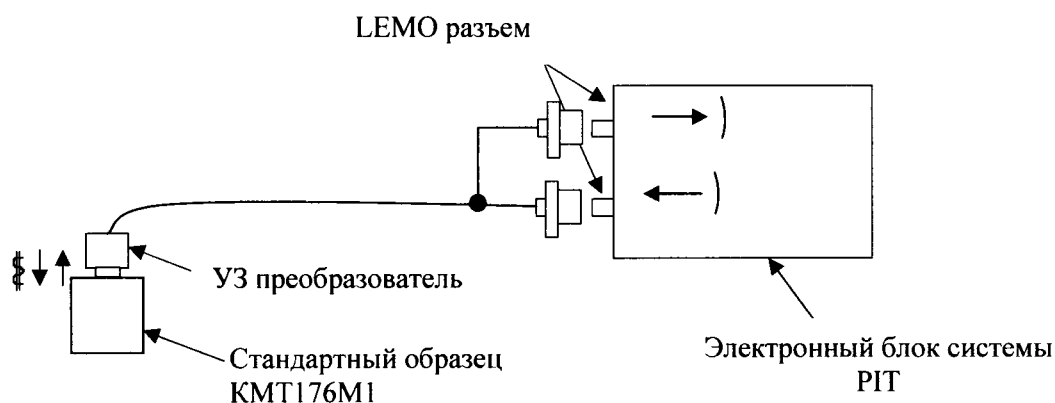 LEMO разъем
УЗ преобразователь
Стандартный образец
КМТ176М1
Электронный блок системы
PIT